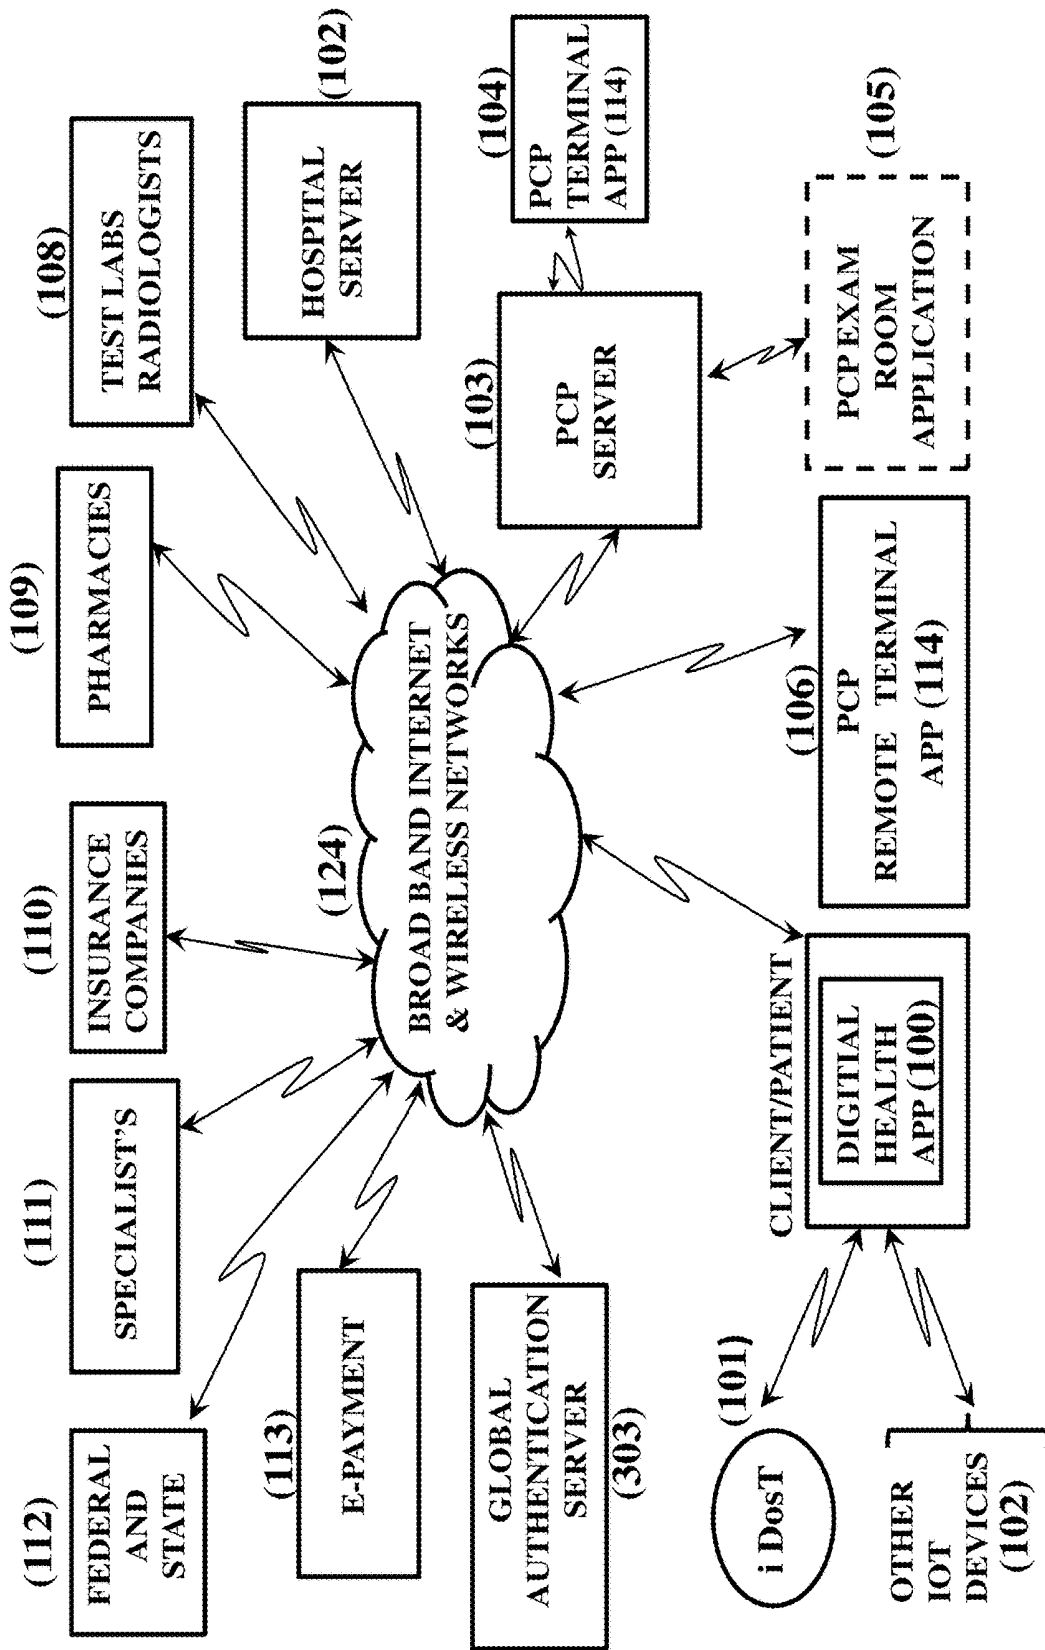 (112)
FEDERAL
AND
STATE
(111)
SPECIALIST'S
(110)
INSURANCE
COMPANIES
(109)
PHARMACIES
(108)
TEST LABS
RADIOLOGISTS
(113)
E-PAYMENT
(124)
BROAD BAND INTERNET
& WIRELESS NETWORKS
HOSPITAL
SERVER
(102)
GLOBAL
AUTHENTICATION
SERVER
(303)
(103)
PCP
SERVER
(104)
PCP
TERMINAL
APP (114)
(101)
i DosT
OTHER
IOT
DEVICES
(102)
CLIENT/PATIENT
DIGITIAL
HEALTH
APP (100)
(106)
PCP
REMOTE TERMINAL
APP (114)
PCP EXAM
ROOM
APPLICATION
(105)